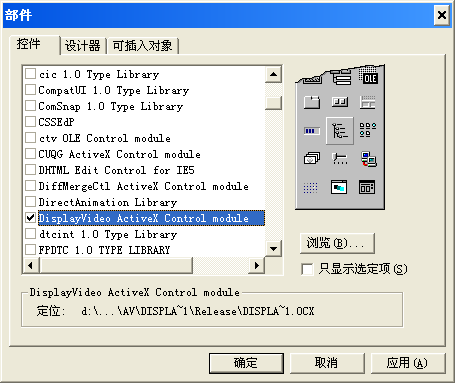 部件
控件 设计器 可插入对象
cic 1.0 Type Library
CompatUI 1.0 Type Library
ComSnap 1.0 Type Library
CSSEdP
ctv OLE Control module
CUQG ActiveX Control module
DHTML Edit Control for IE5
DiffMergeCtl ActiveX Control module
DirectAnimation Library
DisplayVideo ActiveX Control module
dtcint 1.0 Type Library
FPDTC 1.0 TYPE LIBRARY
OLE
浏览(B)...
只显示选定项(S)
DisplayVideo ActiveX Control module
定位: d:\...\AV\DISPLA~1\Release\DISPLA~1.OCX
确定 取消 应用(A)